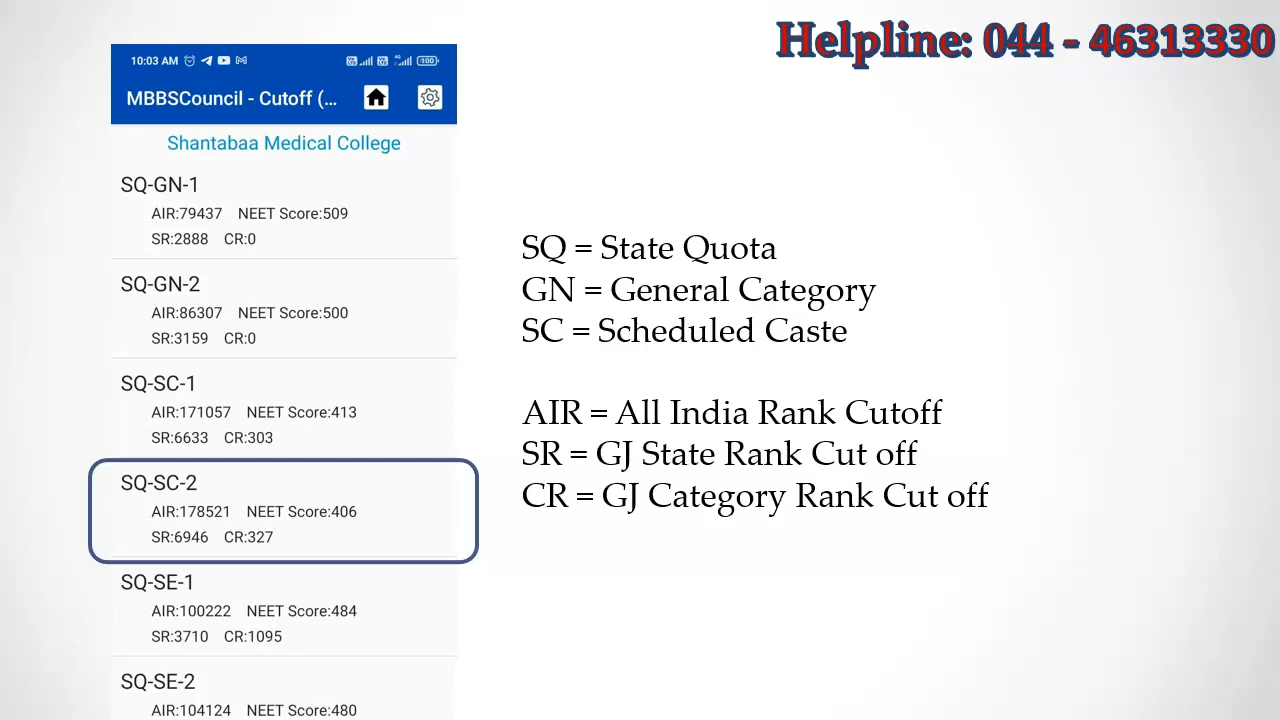 Helpline: 044 - 46313330
10:03 AM
4G
100
MBBSCouncil - Cutoff (...
Shantabaa Medical College
SQ-GN-1
AIR:79437 NEET Score:509
SR:2888 CR:0
SQ-GN-2
AIR:86307 NEET Score:500
SR:3159 CR:0
SQ-SC-1
AIR:171057 NEET Score:413
SR:6633 CR:303
SQ-SC-2
AIR:178521 NEET Score:406
SR:6946 CR:327
SQ-SE-1
AIR:100222 NEET Score:484
SR:3710 CR:1095
SQ-SE-2
AIR:104124 NEET Score:480
SQ = State Quota
GN = General Category
SC = Scheduled Caste
AIR = All India Rank Cutoff
SR = GJ State Rank Cut off
CR = GJ Category Rank Cut off